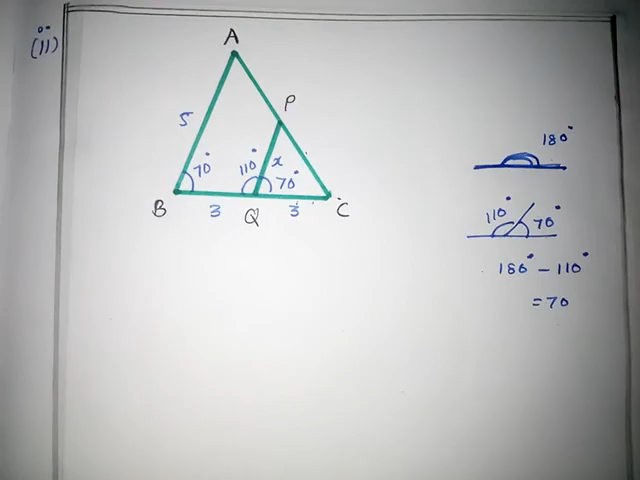 (ii)
A
P
5
70° 110° x 70°
B 3 Q 3 C
180°
110° 70°
180° - 110°
= 70